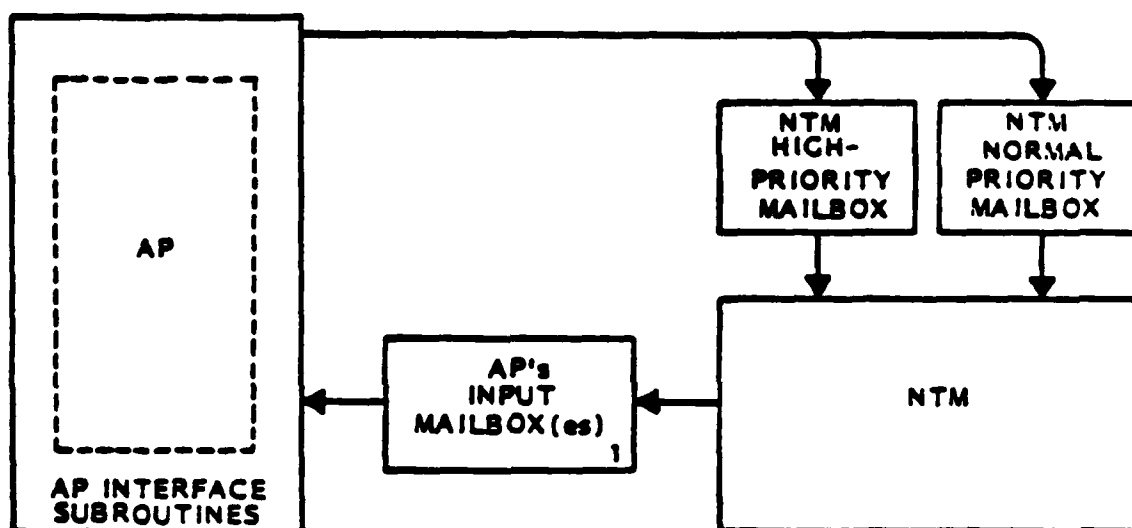 AP
AP INTERFACE
SUBROUTINES
NTM
HIGH-
PRIORITY
MAILBOX
NTM
NORMAL
PRIORITY
MAILBOX
AP's
INPUT
MAILBOX(es)
1
NTM